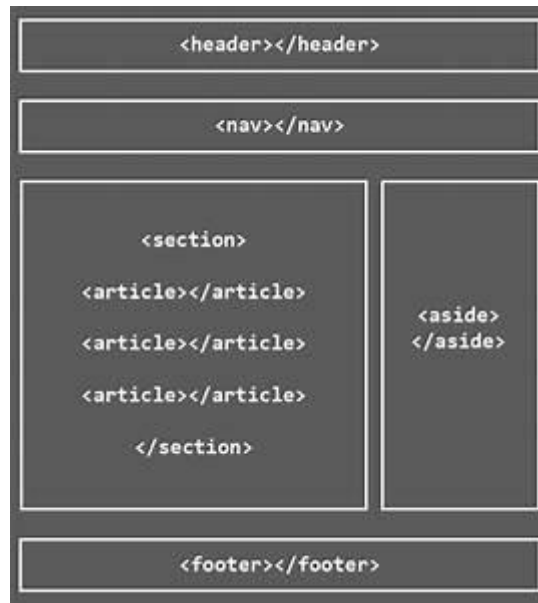 <header></header>
<nav></nav>
<section>
<article></article>
<article></article>
<article></article>
</section>
<aside>
</aside>
<footer></footer>